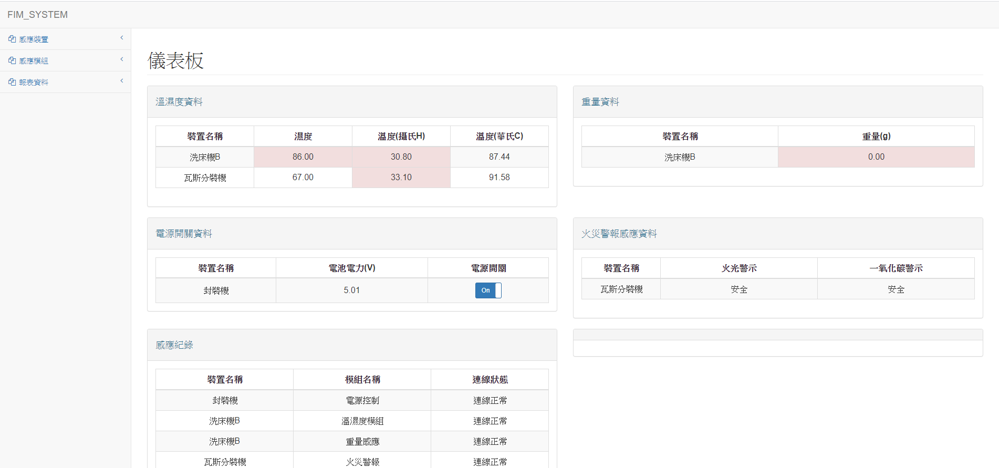 FIM_SYSTEM
感應裝置
感應模組
報表資料
儀表板
溫濕度資料
裝置名稱 濕度 溫度(攝氏H) 溫度(華氏C)
洗床機B 86.00 30.80 87.44
瓦斯分裝機 67.00 33.10 91.58
重量資料
裝置名稱 重量(g)
洗床機B 0.00
電源開關資料
裝置名稱 電池電力(V) 電源開關
封裝機 5.01 On
火災警報感應資料
裝置名稱 火光警示 一氧化碳警示
瓦斯分裝機 安全 安全
感應紀錄
裝置名稱 模組名稱 連線狀態
封裝機 電源控制 連線正常
洗床機B 溫濕度模組 連線正常
洗床機B 重量感應 連線正常
瓦斯分裝機 火災警報 連線正常